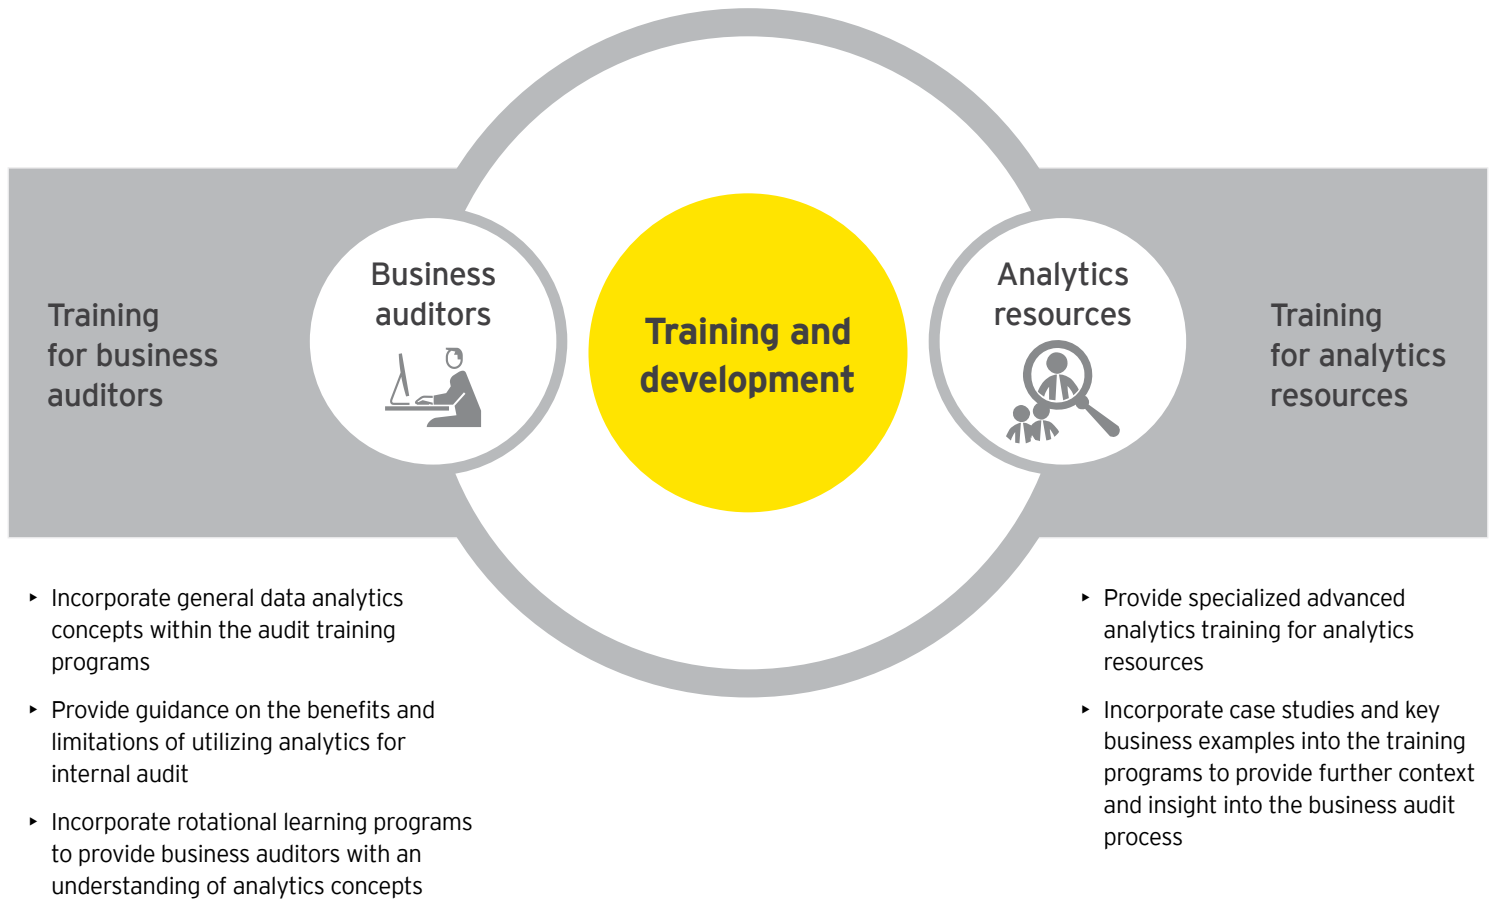 Training
for business
auditors
Business
auditors
Training and
development
Analytics
resources
Training
for analytics
resources
‣ Incorporate general data analytics
concepts within the audit training
programs
‣ Provide guidance on the benefits and
limitations of utilizing analytics for
internal audit
‣ Incorporate rotational learning programs
to provide business auditors with an
understanding of analytics concepts
‣ Provide specialized advanced
analytics training for analytics
resources
‣ Incorporate case studies and key
business examples into the training
programs to provide further context
and insight into the business audit
process